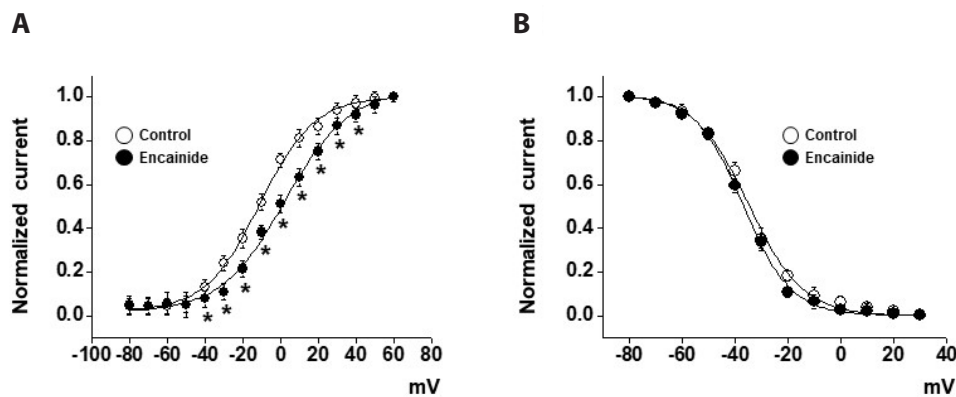 A
B
Normalized current
1.0
0.8
0.6
0.4
0.2
0.0
Control
Encainide
* * * * * * * * *
-100 -80 -60 -40 -20 0 20 40 60 80
mV
Normalized current
1.0
0.8
0.6
0.4
0.2
0.0
Control
Encainide
-80 -60 -40 -20 0 20 40
mV